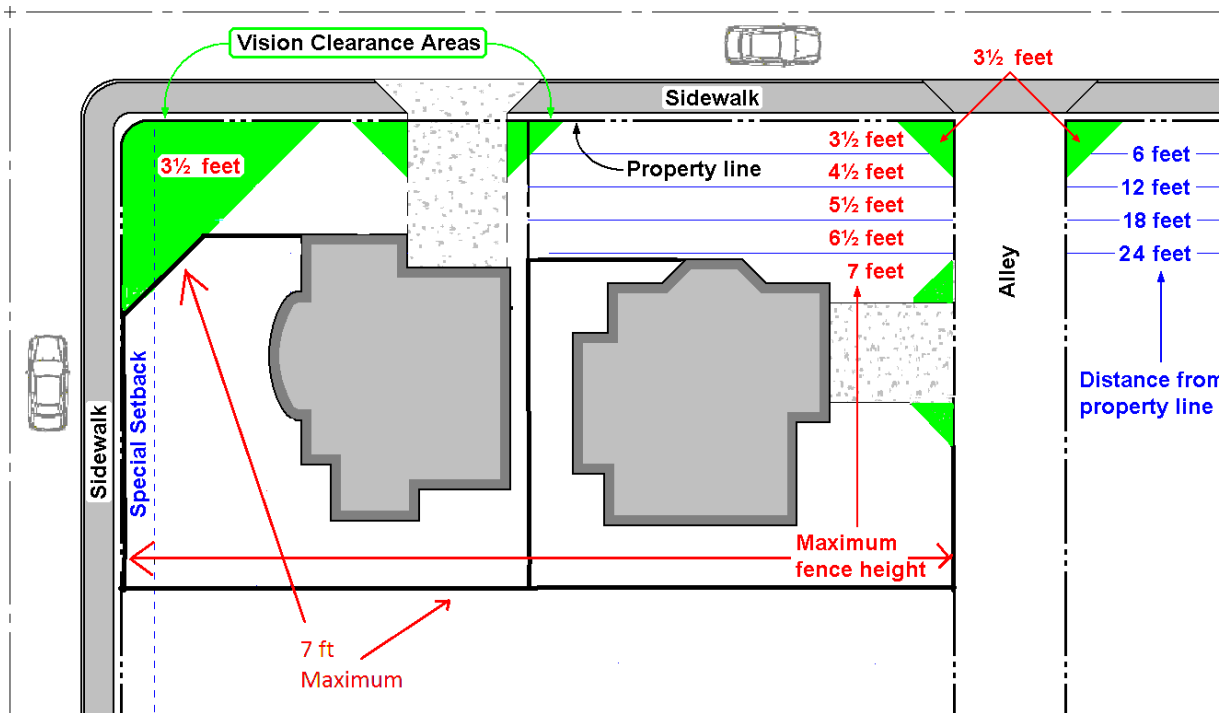 Vision Clearance Areas
3½ feet
Sidewalk
3½ feet
3½ feet
Property line
4½ feet
5½ feet
6½ feet
7 feet
6 feet
12 feet
18 feet
24 feet
Alley
Distance from
property line
Sidewalk
Special Setback
Maximum
fence height
7 ft
Maximum